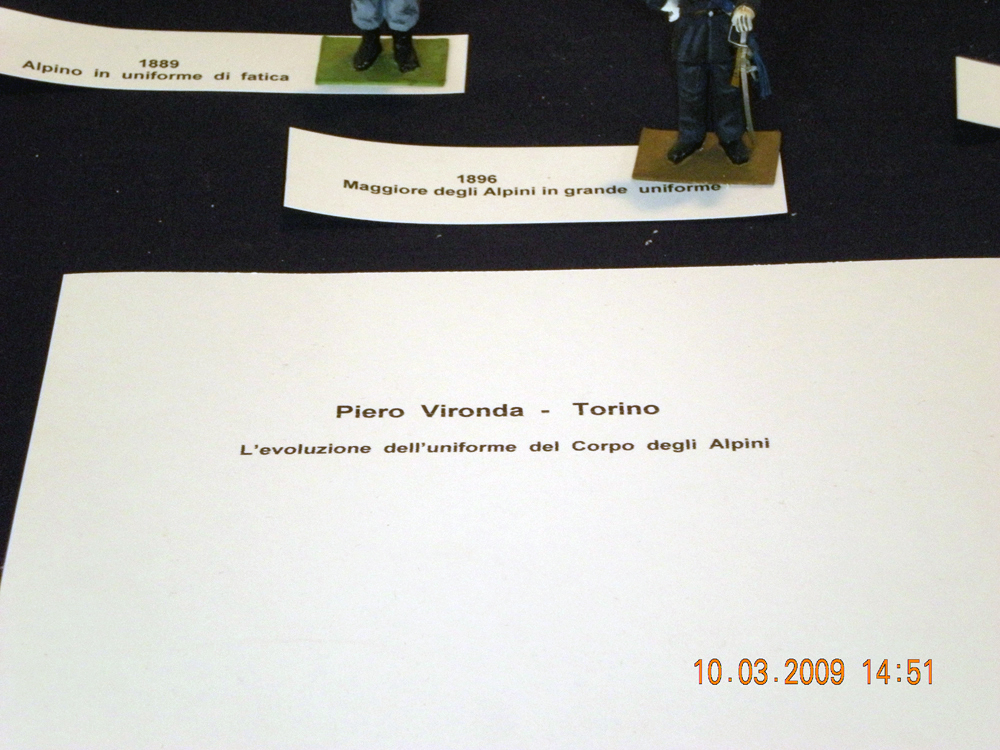 1889
Alpino in uniforme di fatica
1896
Maggiore degli Alpini in grande uniforme
Piero Vironda - Torino
L'evoluzione dell'uniforme del Corpo degli Alpini
10.03.2009 14:51